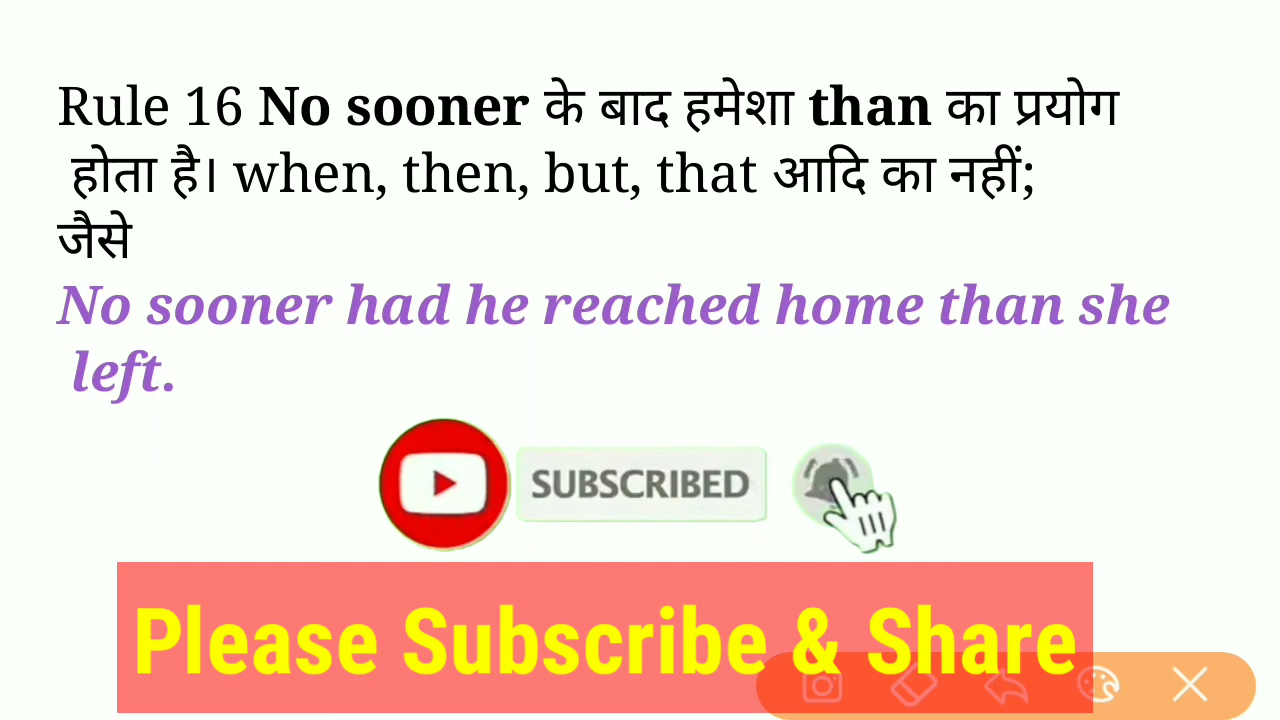 Rule 16 No sooner के बाद हमेशा than का प्रयोग
होता है। when, then, but, that आदि का नहीं;
जैसे
No sooner had he reached home than she
left.
SUBSCRIBED
Please Subscribe & Share